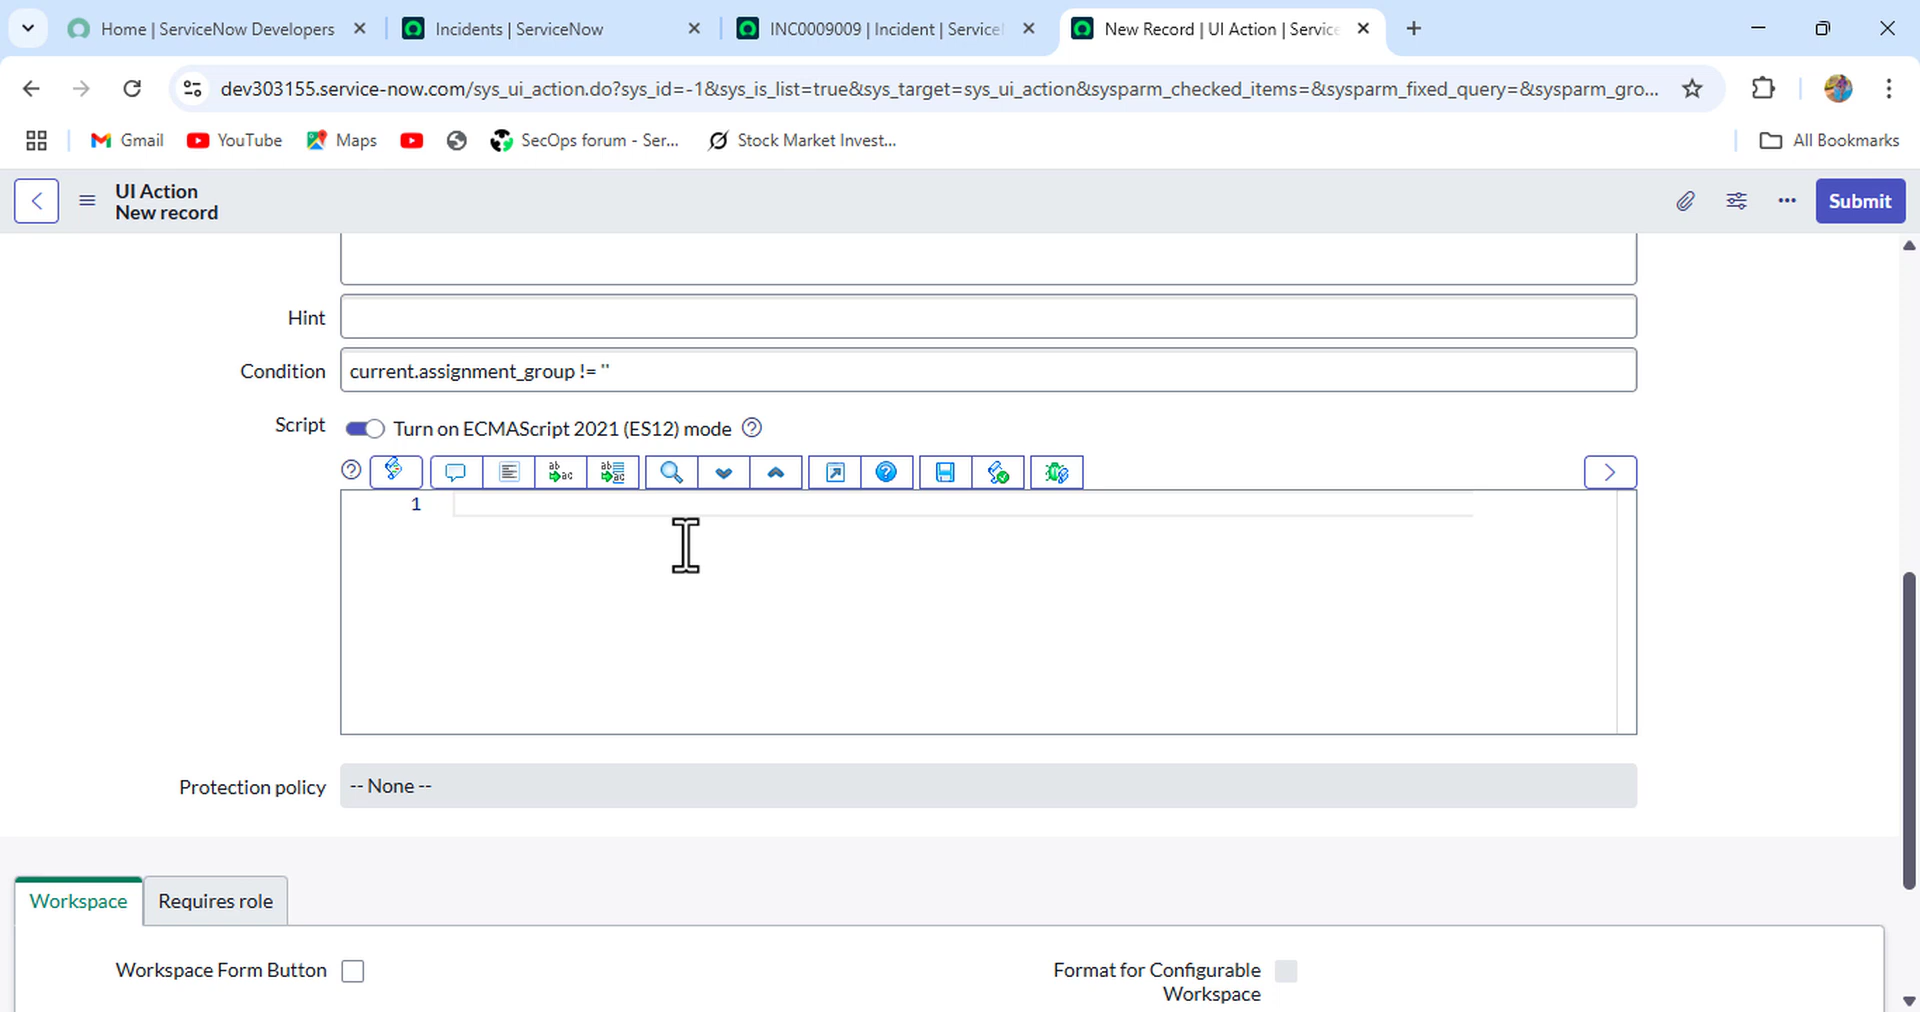 Home | ServiceNow Developers
Incidents | ServiceNow
INC0009009 | Incident | Service
New Record | UI Action | Servic
dev303155.service-now.com/sys_ui_action.do?sys_id=-1&sys_is_list=true&sys_target=sys_ui_action&sysparm_checked_items=&sysparm_fixed_query=&sysparm_gro...
Gmail
YouTube
Maps
SecOps forum - Ser...
Stock Market Invest...
All Bookmarks
UI Action
New record
Submit
Hint
Condition
current.assignment_group != ''
Script
Turn on ECMAScript 2021 (ES12) mode
1
Protection policy
-- None --
Workspace
Requires role
Workspace Form Button
Format for Configurable
Workspace